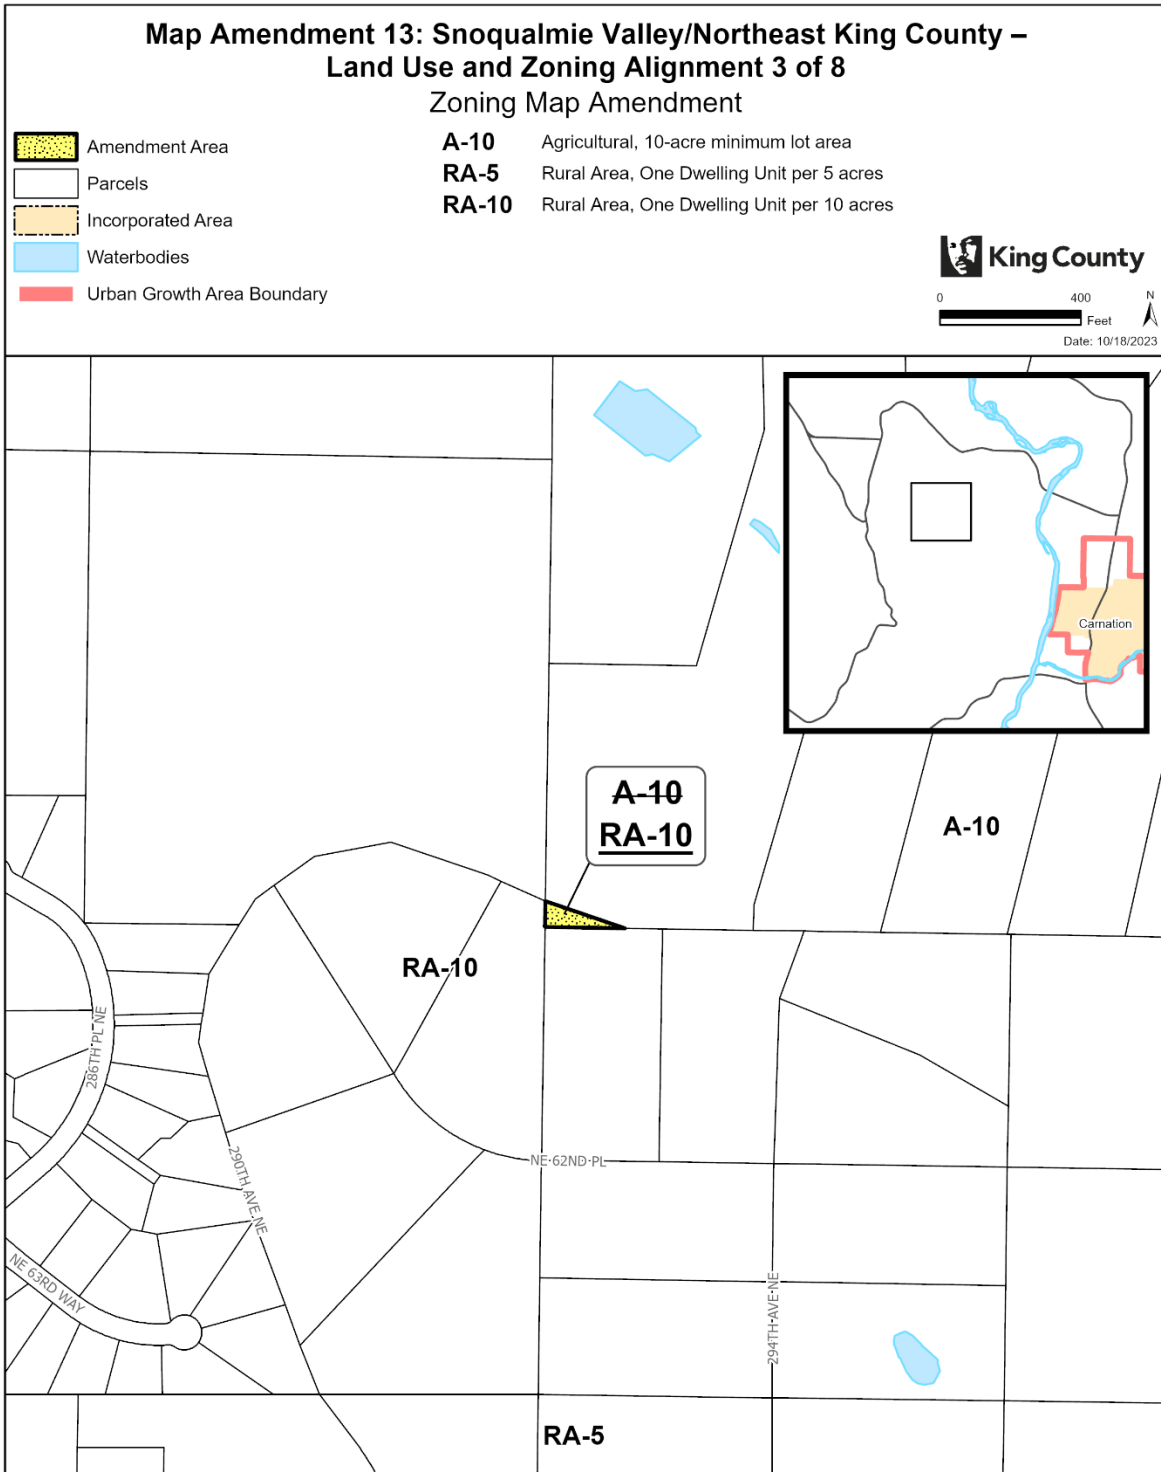 Map Amendment 13: Snoqualmie Valley/Northeast King County –
Land Use and Zoning Alignment 3 of 8
Zoning Map Amendment
Amendment Area
Parcels
Incorporated Area
Waterbodies
Urban Growth Area Boundary
A-10 Agricultural, 10-acre minimum lot area
RA-5 Rural Area, One Dwelling Unit per 5 acres
RA-10 Rural Area, One Dwelling Unit per 10 acres
King County
0 400
Feet
N
Date: 10/18/2023
Carnation
A-10
RA-10
A-10
RA-10
286TH PL NE
290TH AVE NE
NE 62ND PL
NE 63RD WAY
294TH AVE NE
RA-5